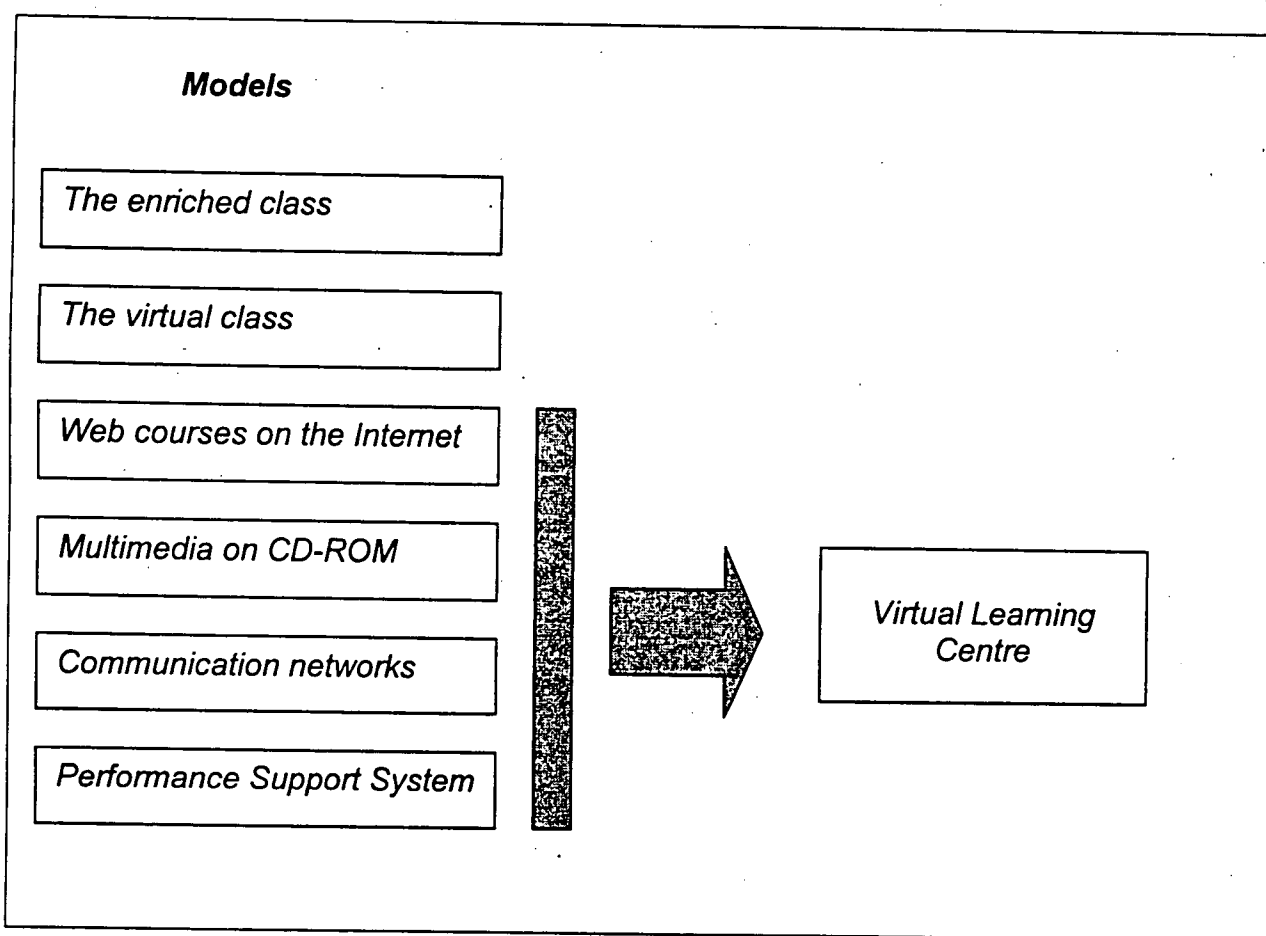 Models
The enriched class
The virtual class
Web courses on the Internet
Multimedia on CD-ROM
Communication networks
Performance Support System
Virtual Learning
Centre